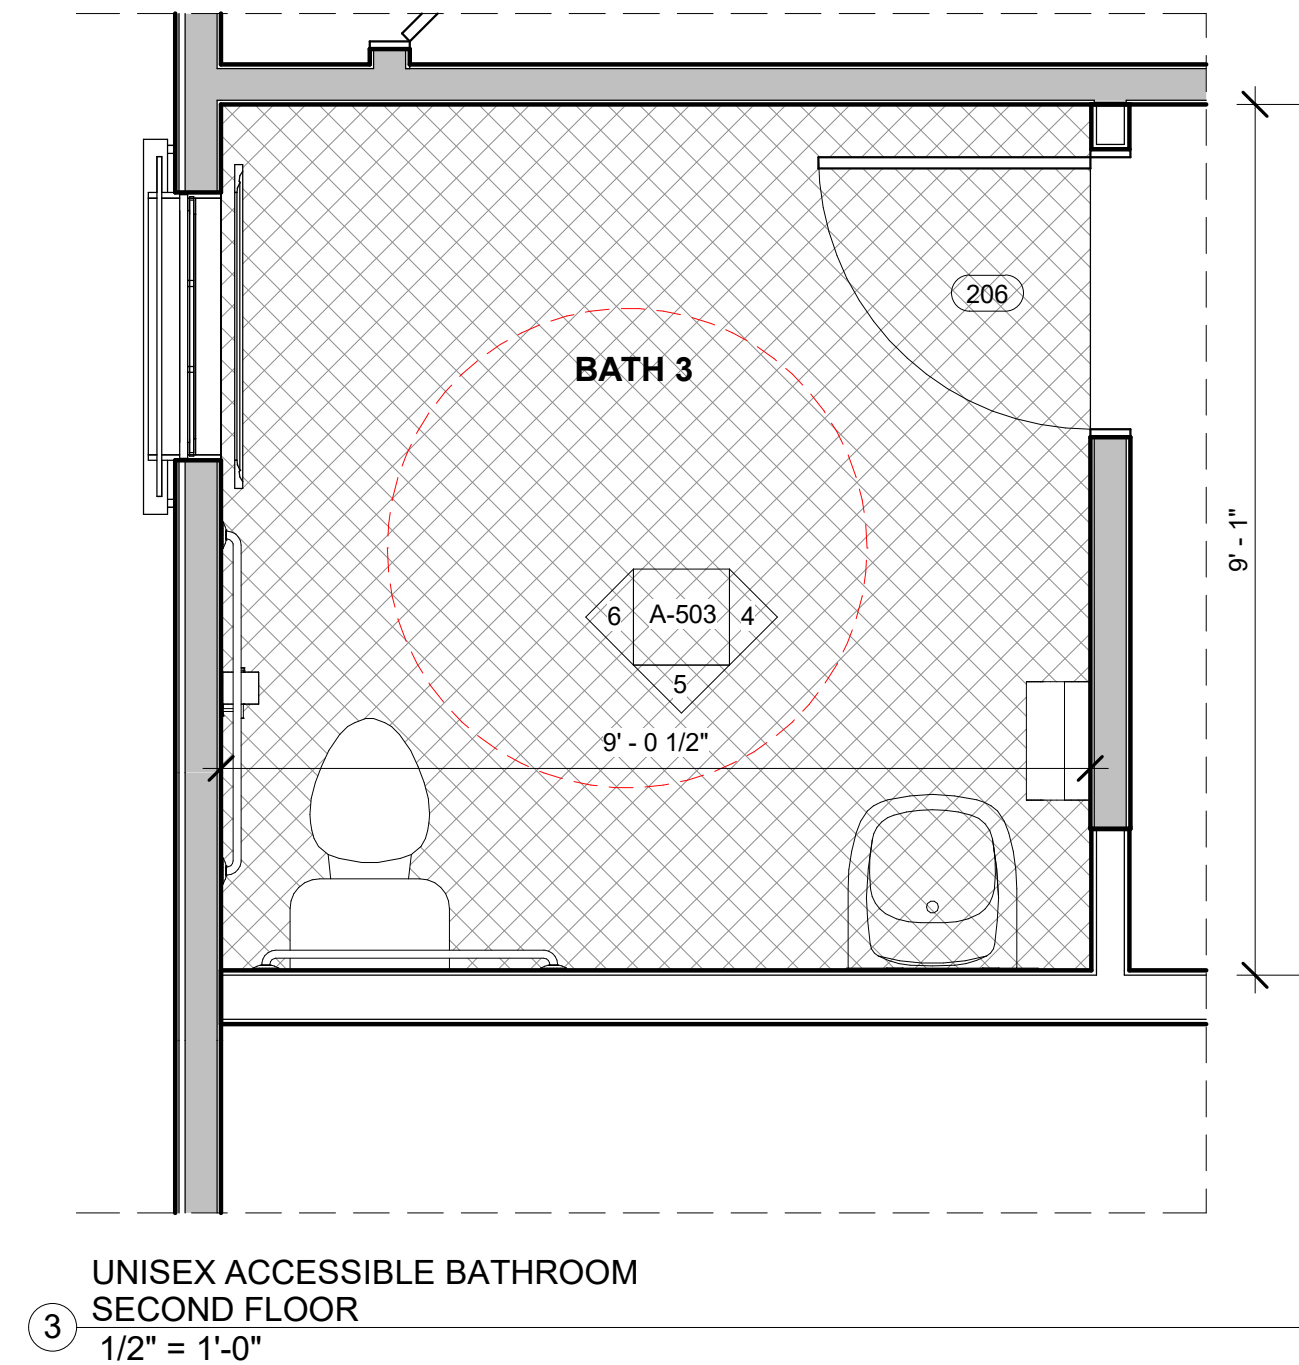 206
BATH 3
9' - 1"
6
A-503
4
5
9' - 0 1/2"
UNISEX ACCESSIBLE BATHROOM
SECOND FLOOR
3
1/2" = 1'-0"